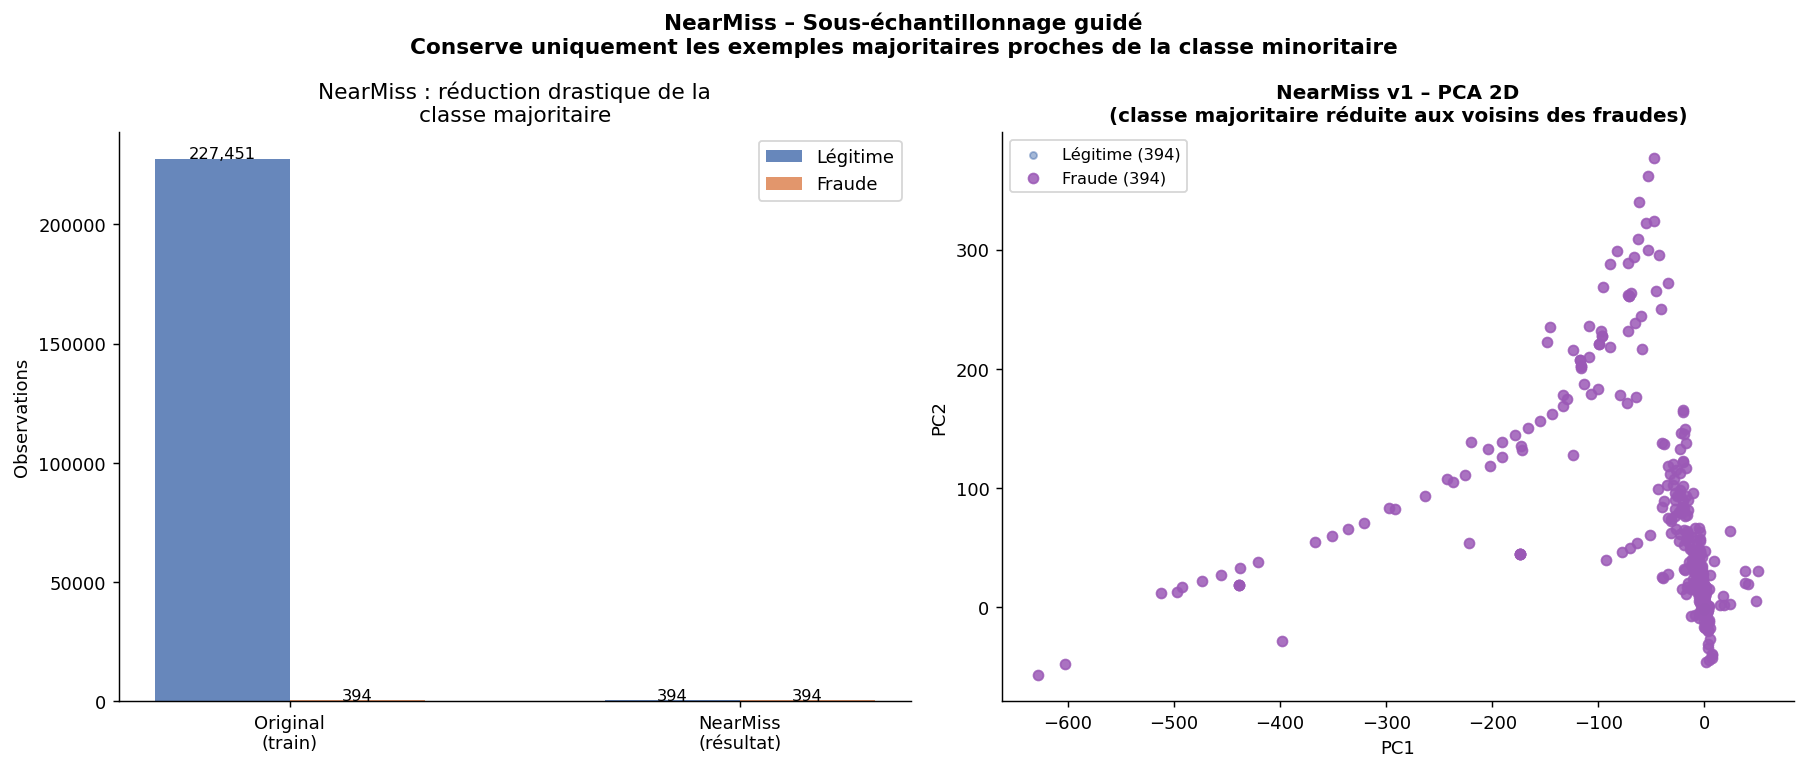 NearMiss – Sous-échantillonnage guidé
Conserve uniquement les exemples majoritaires proches de la classe minoritaire
NearMiss : réduction drastique de la
classe majoritaire
227,451
394
394
394
Légitime
Fraude
Observations
200000
150000
100000
50000
0
Original
(train)
NearMiss
(résultat)
NearMiss v1 – PCA 2D
(classe majoritaire réduite aux voisins des fraudes)
Légitime (394)
Fraude (394)
PC2
300
200
100
0
−600
−500
−400
−300
−200
−100
0
PC1